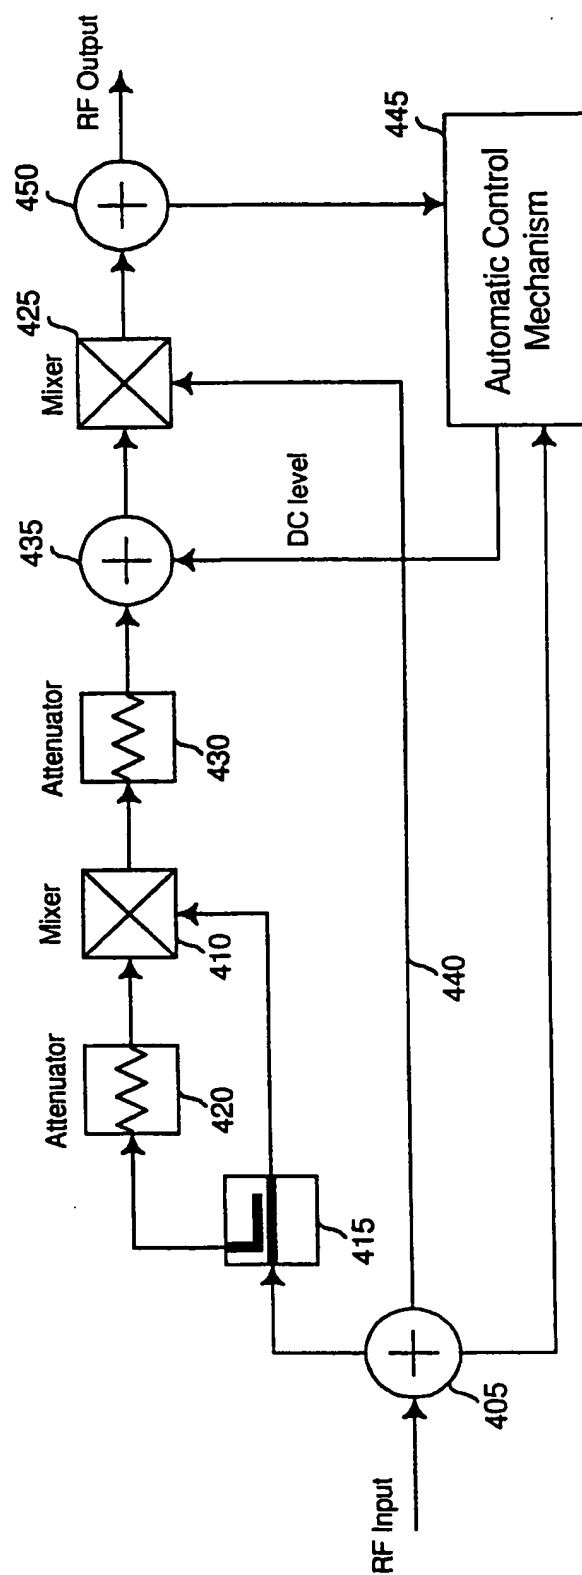 RF Input
405
415
Attenuator
420
Mixer
410
Attenuator
430
435
DC level
440
Mixer
425
450
RF Output
445
Automatic Control
Mechanism